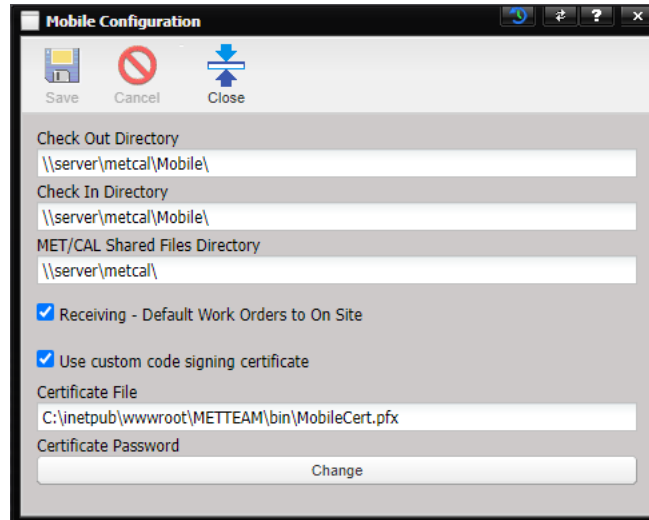 Mobile Configuration
?
x
Save Cancel Close
Check Out Directory
\\server\metcal\Mobile\
Check In Directory
\\server\metcal\Mobile\
MET/CAL Shared Files Directory
\\server\metcal\
Receiving - Default Work Orders to On Site
Use custom code signing certificate
Certificate File
C:\inetpub\wwwroot\METTEAM\bin\MobileCert.pfx
Certificate Password
Change